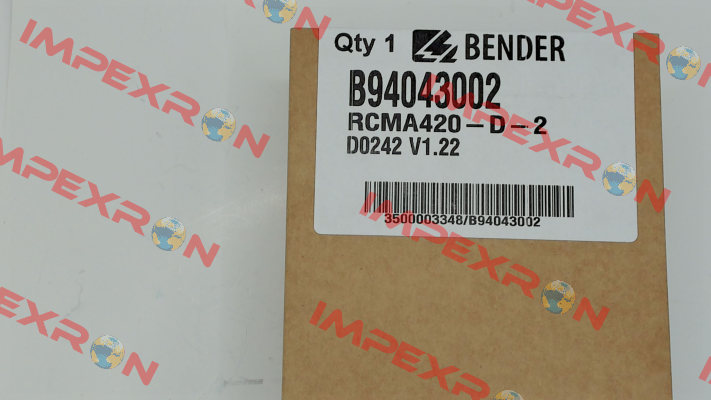 Qty 1 BENDER
B94043002
RCMA420-D-2
D0242 V1.22
3500003348/B94043002
IMPEXRON
IMPEXRON
IMPEXRON
IMPEXRON
IMPEXRON
IMPEXRON